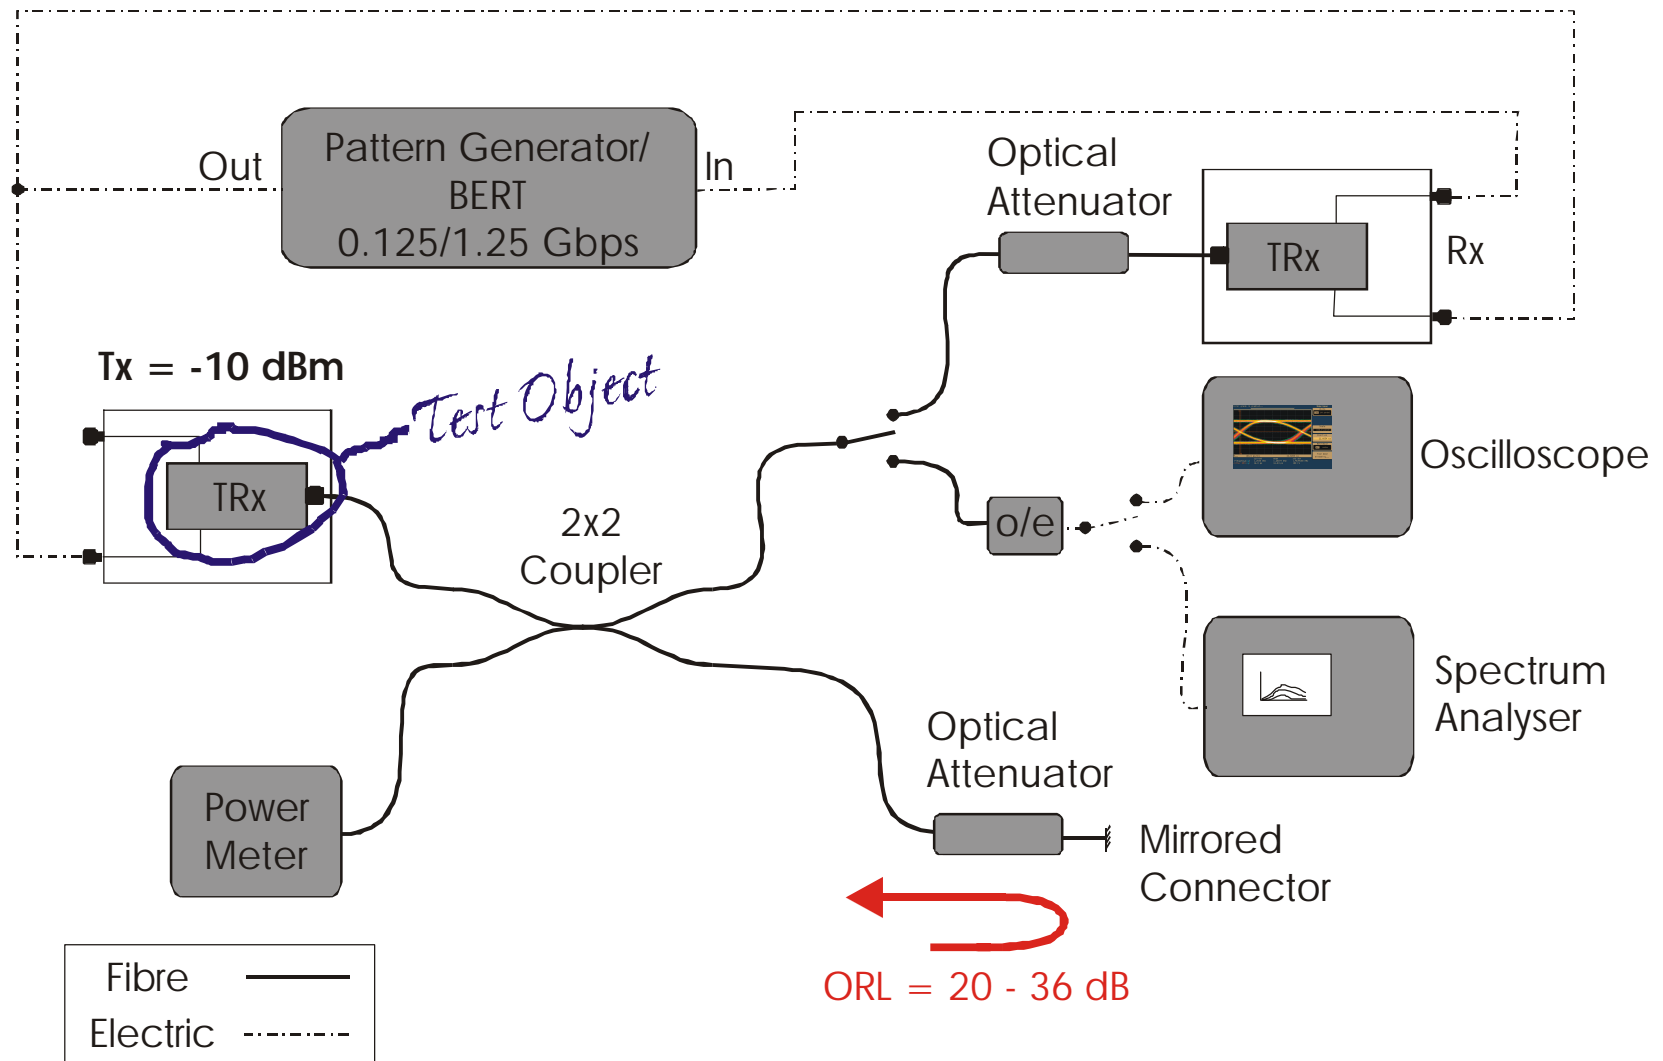 Out
Pattern Generator/
BERT
0.125/1.25 Gbps
In
Optical
Attenuator
TRx
Rx
Tx = -10 dBm
Test Object
TRx
2x2
Coupler
o/e
Oscilloscope
Spectrum
Analyser
Optical
Attenuator
Power
Meter
Mirrored
Connector
ORL = 20 - 36 dB
Fibre
Electric